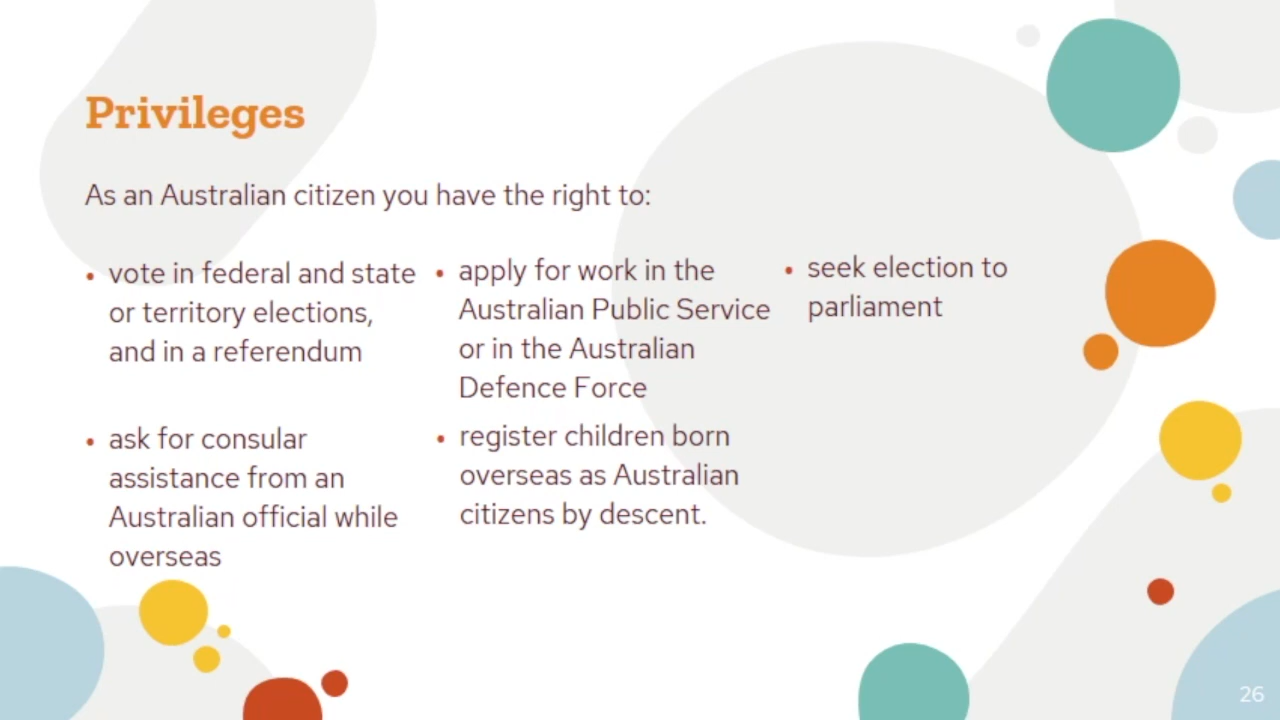 Privileges
As an Australian citizen you have the right to:
• vote in federal and state
or territory elections,
and in a referendum
• apply for work in the
Australian Public Service
or in the Australian
Defence Force
• seek election to
parliament
• ask for consular
assistance from an
Australian official while
overseas
• register children born
overseas as Australian
citizens by descent.
26